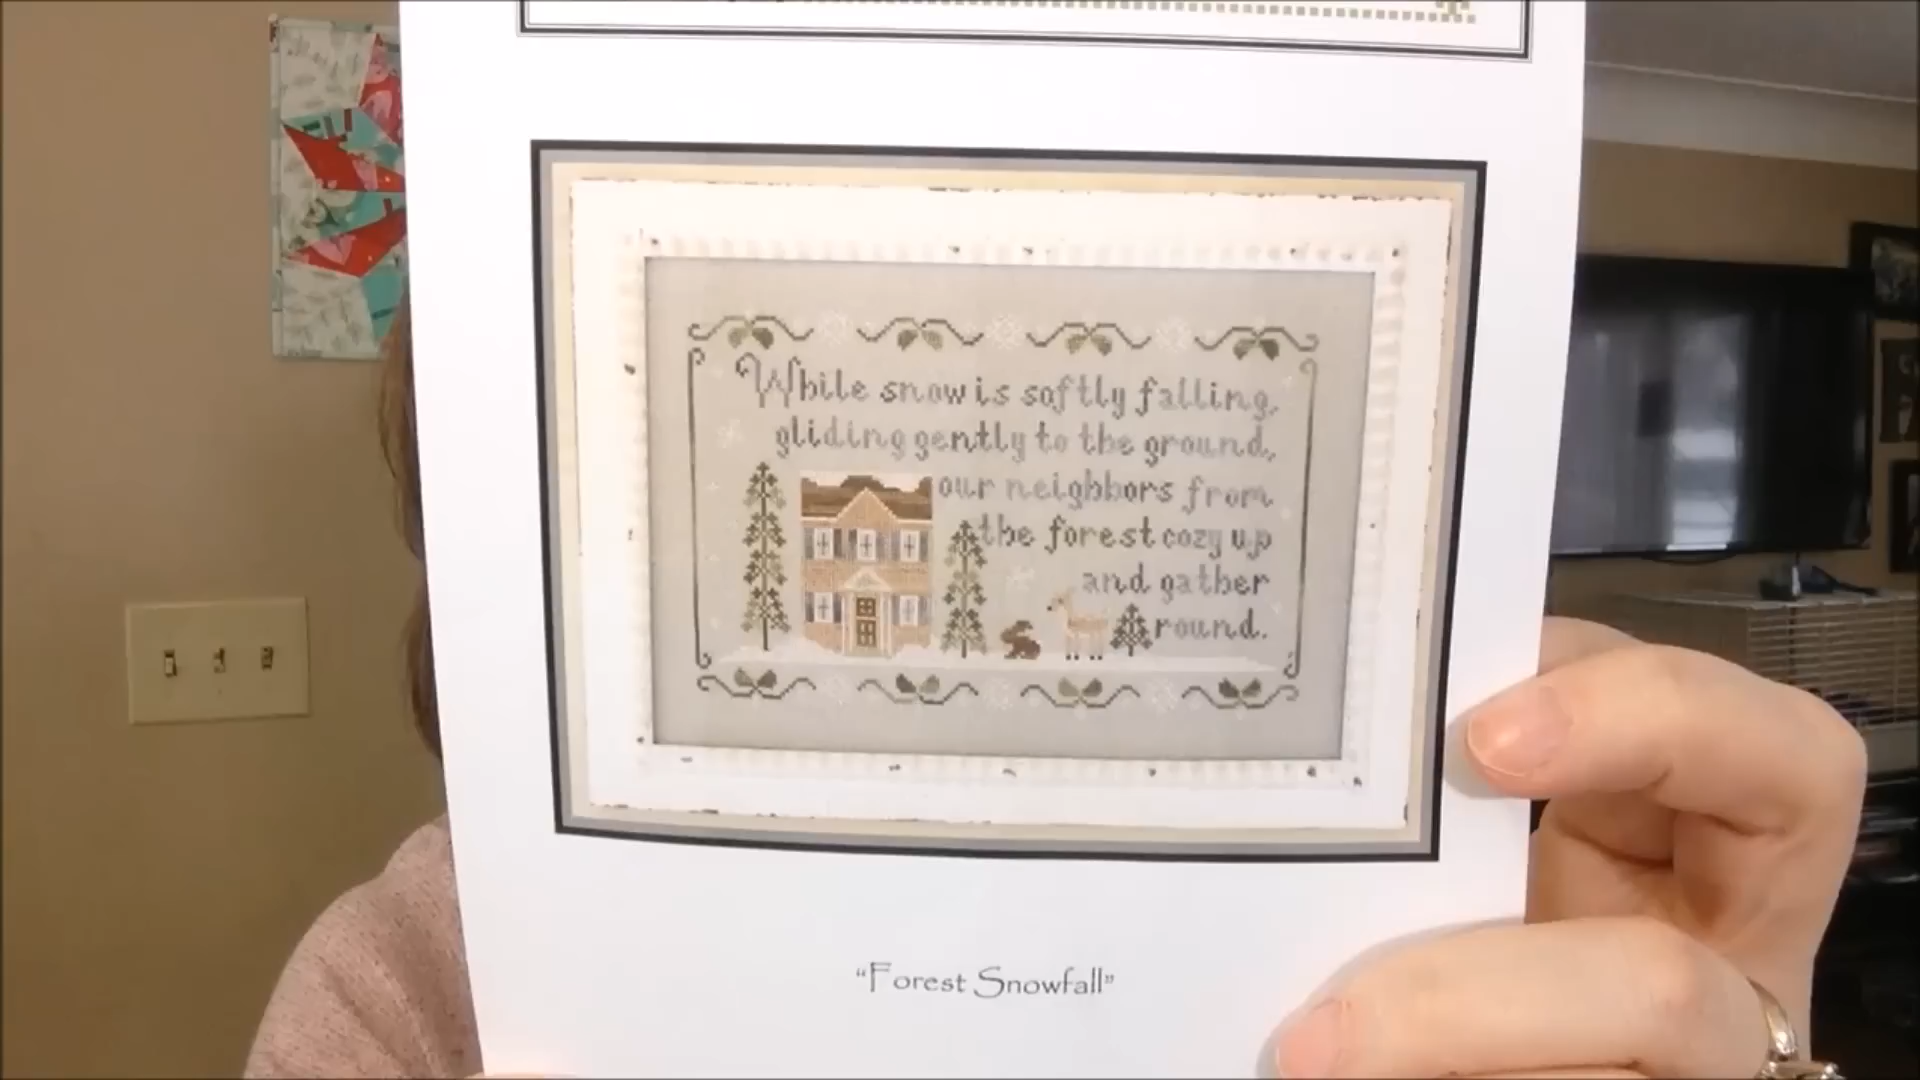 While snow is softly falling,
gliding gently to the ground,
our neighbors from
the forest cozy up
and gather
round.
"Forest Snowfall"